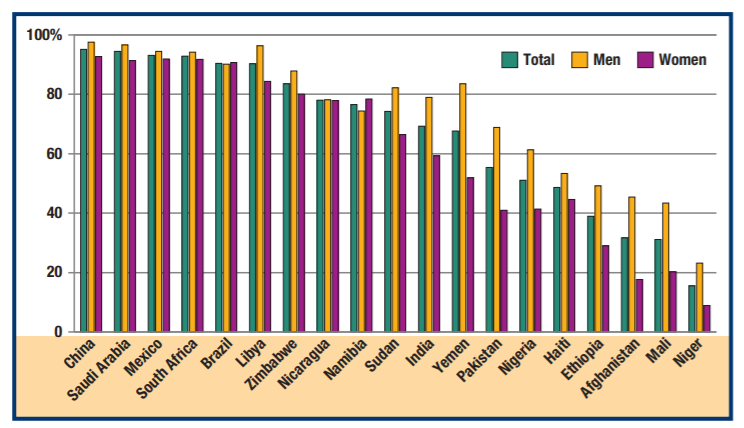 100%
80
60
40
20
0
Total Men Women
China
Saudi Arabia
Mexico
South Africa
Brazil
Libya
Zimbabwe
Nicaragua
Namibia
Sudan
India
Yemen
Pakistan
Nigeria
Haiti
Ethiopia
Afghanistan
Mali
Niger